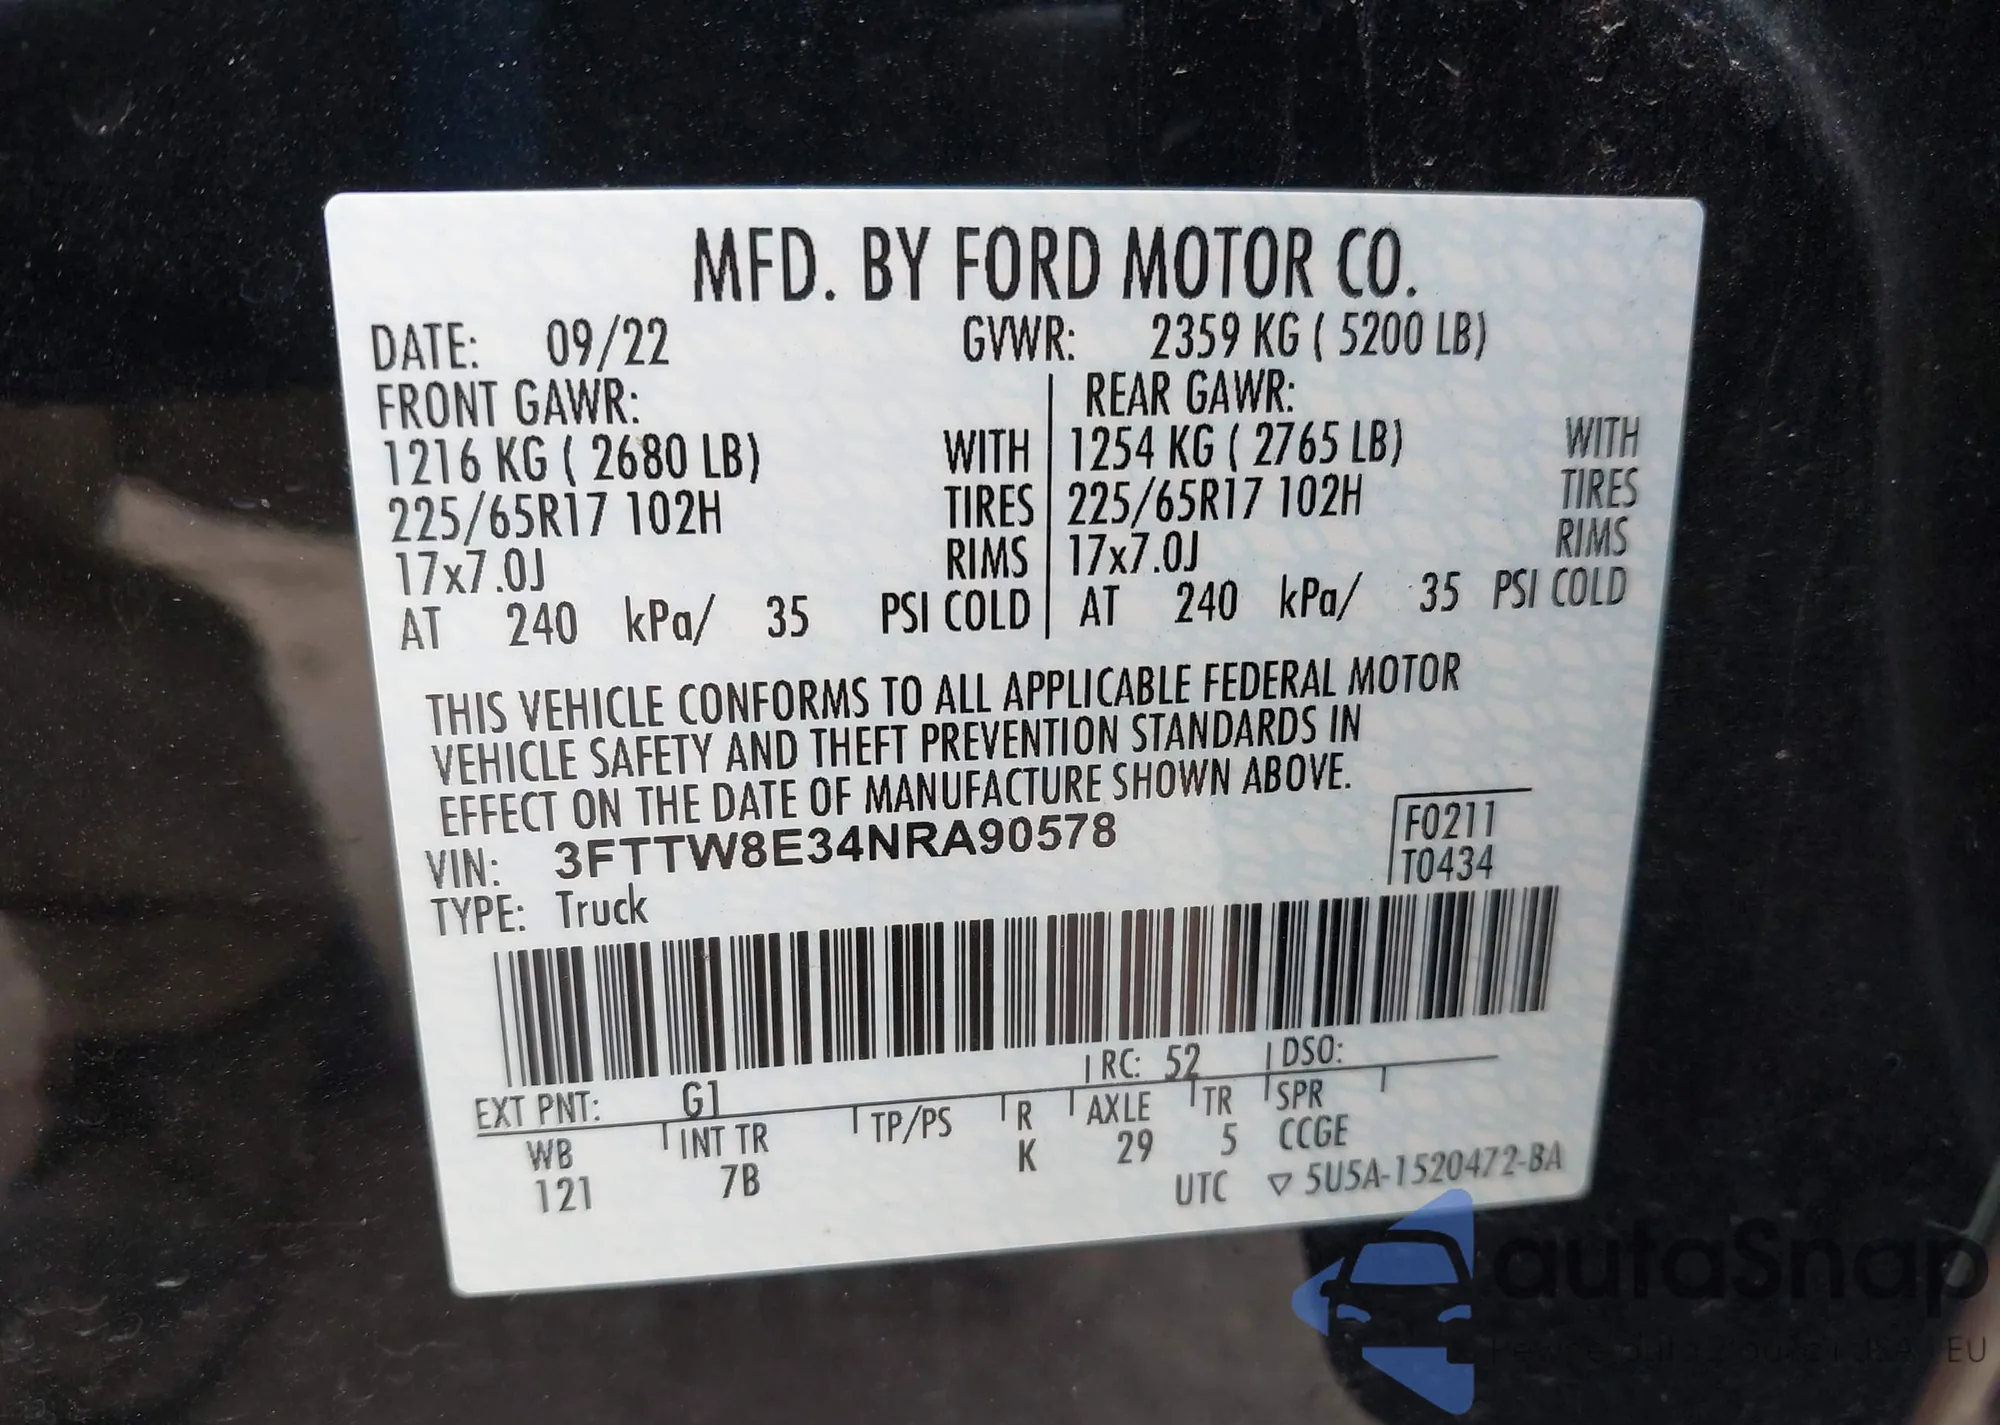 MFD. BY FORD MOTOR CO.
DATE: 09/22 GVWR: 2359 KG ( 5200 LB)
FRONT GAWR: REAR GAWR:
1216 KG ( 2680 LB) WITH 1254 KG ( 2765 LB) WITH
225/65R17 102H TIRES 225/65R17 102H TIRES
17x7.0J RIMS 17x7.0J RIMS
AT 240 kPa/ 35 PSI COLD AT 240 kPa/ 35 PSI COLD
THIS VEHICLE CONFORMS TO ALL APPLICABLE FEDERAL MOTOR
VEHICLE SAFETY AND THEFT PREVENTION STANDARDS IN
EFFECT ON THE DATE OF MANUFACTURE SHOWN ABOVE.
VIN: 3FTTW8E34NRA90578 F0211
TYPE: Truck T0434
EXT PNT: G1 RC: 52 DSO:
WB INT TR TP/PS R AXLE TR SPR
121 7B K 29 5 CCGE
UTC ▽ 5U5A-1520472-BA
autaSnap
EU